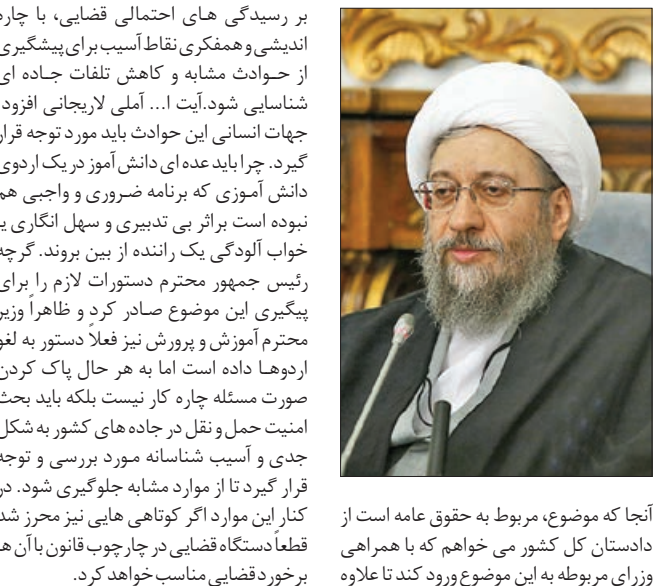 آنجا که موضوع، مربوط به حقوق عامه است از
دادستان کل کشور می خواهم که با همراهی
وزرای مربوطه به این موضوع ورود کند تا علاوه
بر رسیدگی های احتمالی قضایی، با چاره
اندیشی و همفکری نقاط آسیب برای پیشگیری
از حوادث مشابه و کاهش تلفات جاده ای
شناسایی شود.آیت ا... آملی لاریجانی افزود:
جهات انسانی این حوادث باید مورد توجه قرار
گیرد. چرا باید عده ای دانش آموز در یک اردوی
دانش آموزی که برنامه ضروری و واجبی هم
نبوده است براثر بی تدبیری و سهل انگاری یا
خواب آلودگی یک راننده از بین بروند. گرچه
رئیس جمهور محترم دستورات لازم را برای
پیگیری این موضوع صادر کرد و ظاهراً وزیر
محترم آموزش و پرورش نیز فعلاً دستور به لغو
اردوها داده است اما به هر حال پاک کردن
صورت مسئله چاره کار نیست بلکه باید بحث
امنیت حمل و نقل در جاده های کشور به شکل
جدی و آسیب شناسانه مورد بررسی و توجه
قرار گیرد تا از موارد مشابه جلوگیری شود. در
کنار این موارد اگر کوتاهی هایی نیز محرز شد
قطعاً دستگاه قضایی در چارچوب قانون با آن ها
برخورد قضایی مناسب خواهد کرد.